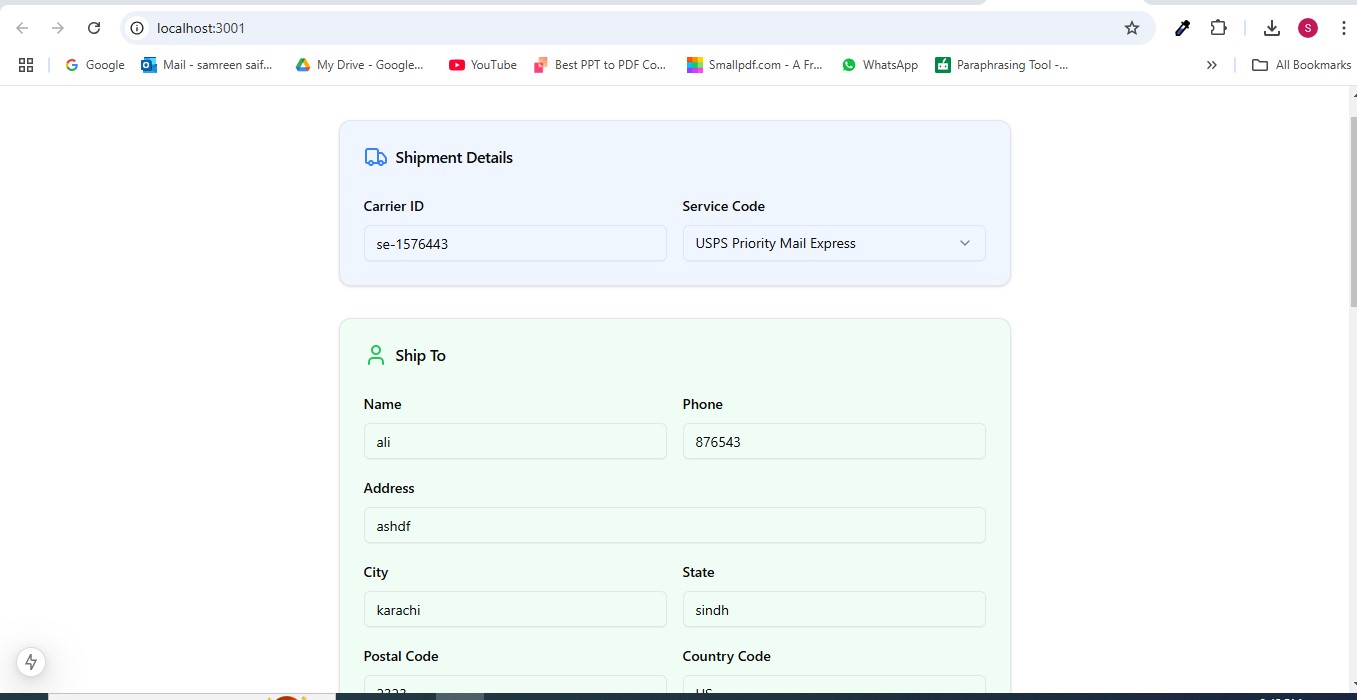 localhost:3001
S
Google
Mail - samreen saif...
My Drive - Google...
YouTube
Best PPT to PDF Co...
Smallpdf.com - A Fr...
WhatsApp
Paraphrasing Tool -...
All Bookmarks
Shipment Details
Carrier ID
Service Code
se-1576443
USPS Priority Mail Express
Ship To
Name
Phone
ali
876543
Address
ashdf
City
State
karachi
sindh
Postal Code
Country Code
US